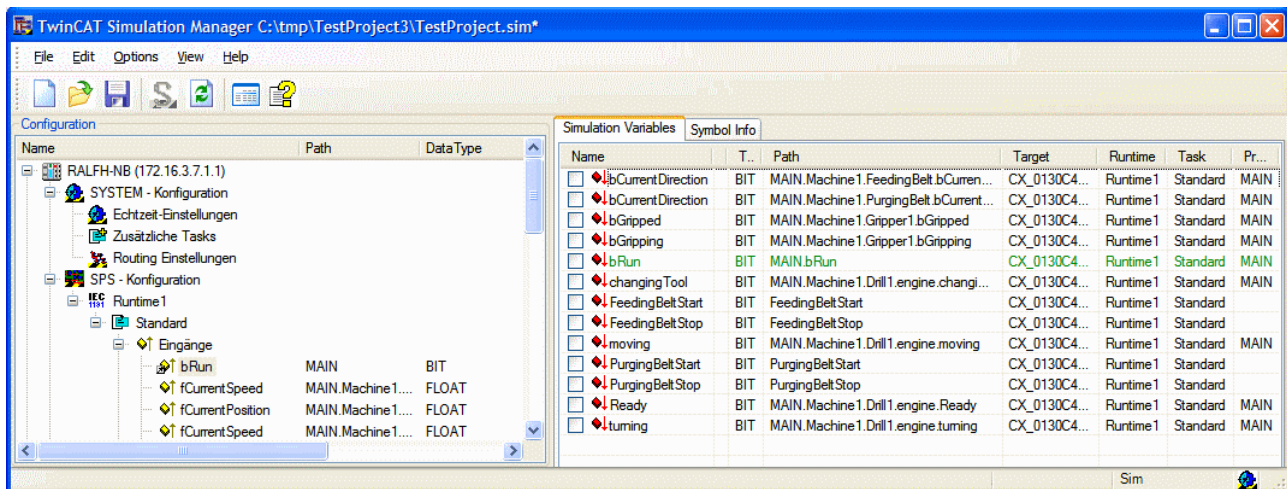 TwinCAT Simulation Manager C:\tmp\TestProject3\TestProject.sim*
File Edit Options View Help
Configuration
Name Path DataType
RALFH-NB (172.16.3.7.1.1)
SYSTEM - Konfiguration
Echtzeit-Einstellungen
Zusätzliche Tasks
Routing Einstellungen
SPS - Konfiguration
IEC 1131 Runtime1
Standard
Eingänge
bRun MAIN BIT
fCurrentSpeed MAIN.Machine1.... FLOAT
fCurrentPosition MAIN.Machine1.... FLOAT
fCurrentSpeed MAIN.Machine1.... FLOAT
Simulation Variables Symbol Info
Name T.. Path Target Runtime Task Pr...
bCurrentDirection BIT MAIN.Machine1.FeedingBelt.bCurren... CX_0130C4... Runtime1 Standard MAIN
bCurrentDirection BIT MAIN.Machine1.PurgingBelt.bCurrent... CX_0130C4... Runtime1 Standard MAIN
bGripped BIT MAIN.Machine1.Gripper1.bGripped CX_0130C4... Runtime1 Standard MAIN
bGripping BIT MAIN.Machine1.Gripper1.bGripping CX_0130C4... Runtime1 Standard MAIN
bRun BIT MAIN.bRun CX_0130C4... Runtime1 Standard MAIN
changingTool BIT MAIN.Machine1.Drill1.engine.changi... CX_0130C4... Runtime1 Standard MAIN
FeedingBeltStart BIT FeedingBeltStart CX_0130C4... Runtime1 Standard
FeedingBeltStop BIT FeedingBeltStop CX_0130C4... Runtime1 Standard
moving BIT MAIN.Machine1.Drill1.engine.moving CX_0130C4... Runtime1 Standard MAIN
PurgingBeltStart BIT PurgingBeltStart CX_0130C4... Runtime1 Standard
PurgingBeltStop BIT PurgingBeltStop CX_0130C4... Runtime1 Standard
Ready BIT MAIN.Machine1.Drill1.engine.Ready CX_0130C4... Runtime1 Standard MAIN
turning BIT MAIN.Machine1.Drill1.engine.turning CX_0130C4... Runtime1 Standard MAIN
Sim